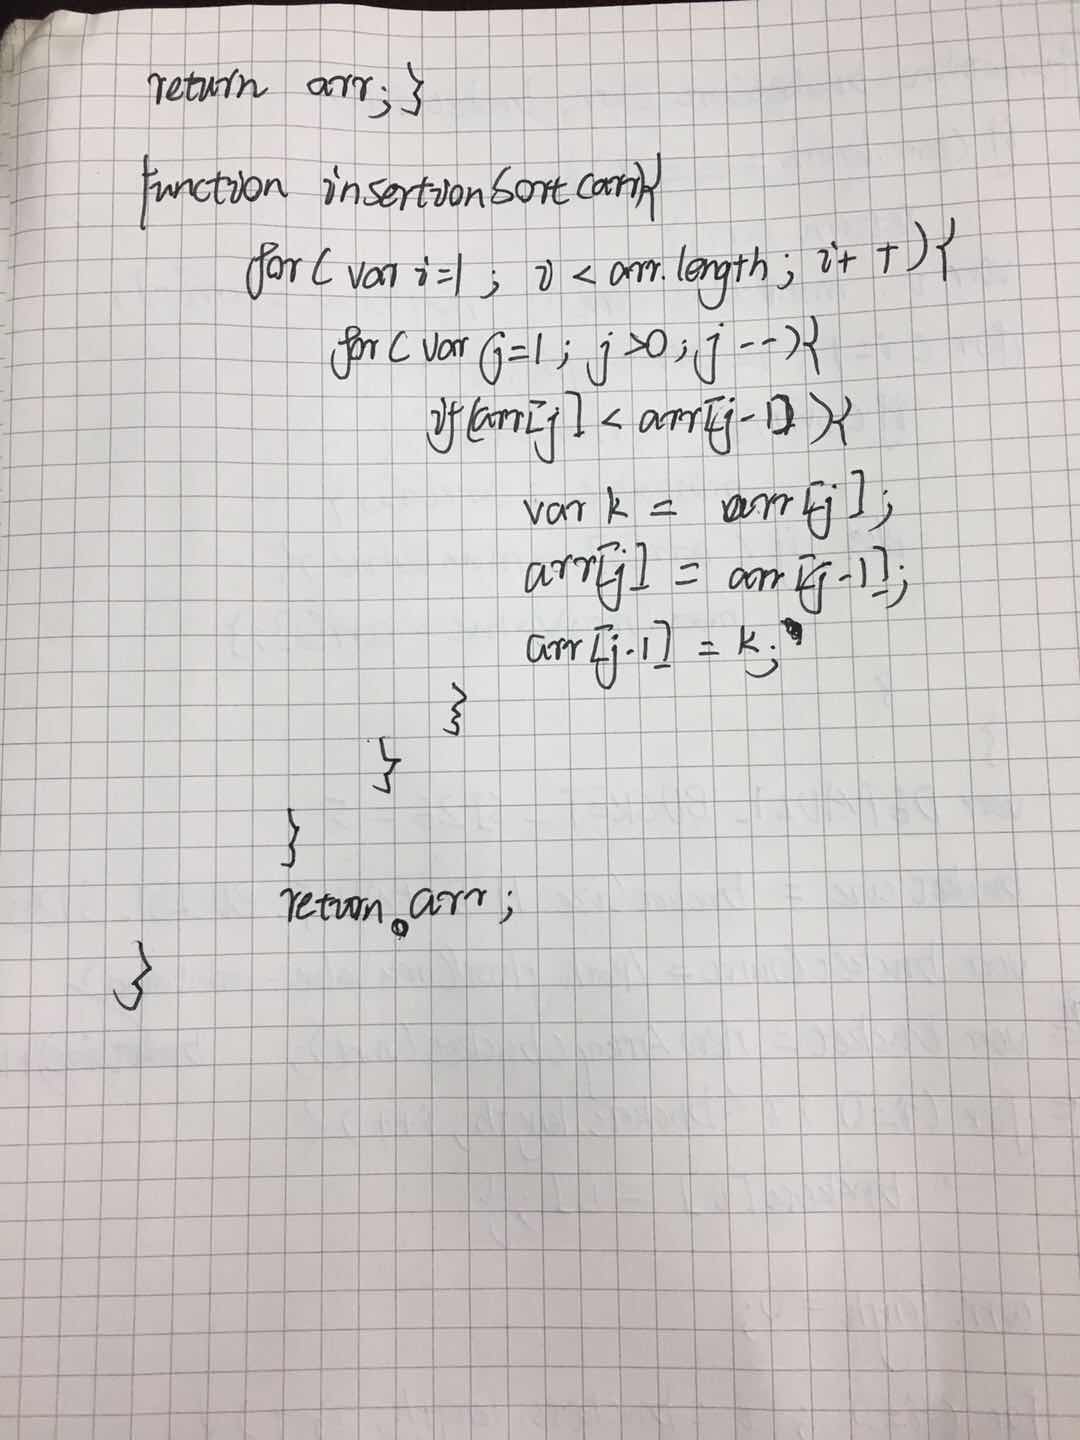 return arr; }
function insertionSort(arr){
for( var i=1 ; i < arr.length ; i++ ){
for( var j=1 ; j>0 ; j-- ){
if(arr[j] < arr[j-1] ){
var k = arr[j];
arr[j] = arr[j-1];
arr[j-1] = k;
}
}
}
return arr;
}